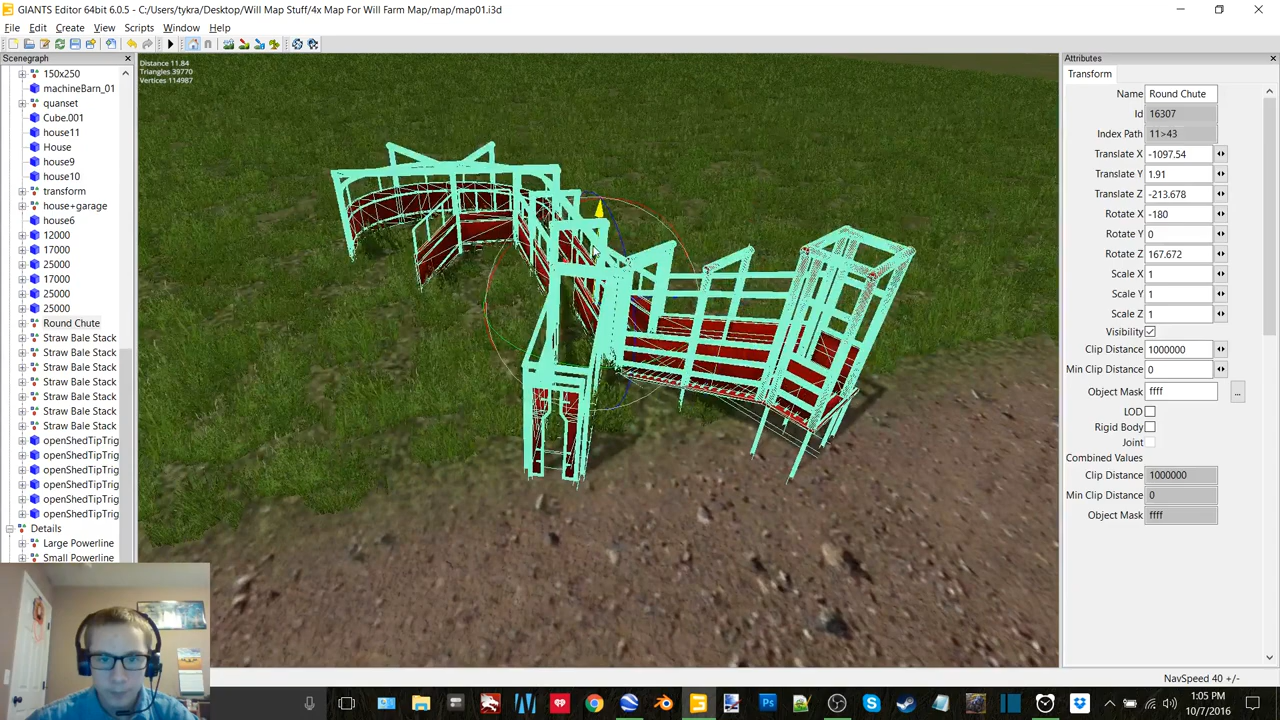 GIANTS Editor 64bit 6.0.5 - C:/Users/tykra/Desktop/Will Map Stuff/4x Map For Will Farm Map/map/map01.i3d
File Edit Create View Scripts Window Help
Scenegraph
150x250
machineBarn_01
quanset
Cube.001
house11
House
house9
house10
transform
house+garage
house6
12000
17000
25000
17000
25000
25000
Round Chute
Straw Bale Stack
Straw Bale Stack
Straw Bale Stack
Straw Bale Stack
Straw Bale Stack
Straw Bale Stack
Straw Bale Stack
openShedTipTrig
openShedTipTrig
openShedTipTrig
openShedTipTrig
openShedTipTrig
openShedTipTrig
Details
Large Powerline
Small Powerline
Distance 11.84
Triangles 39770
Vertices 114987
Attributes
Transform
Name Round Chute
Id 16307
Index Path 11>43
Translate X -1097.54
Translate Y 1.91
Translate Z -213.678
Rotate X -180
Rotate Y 0
Rotate Z 167.672
Scale X 1
Scale Y 1
Scale Z 1
Visibility
Clip Distance 1000000
Min Clip Distance 0
Object Mask ffff ...
LOD
Rigid Body
Joint
Combined Values
Clip Distance 1000000
Min Clip Distance 0
Object Mask ffff
NavSpeed 40 +/-
1:05 PM
10/7/2016